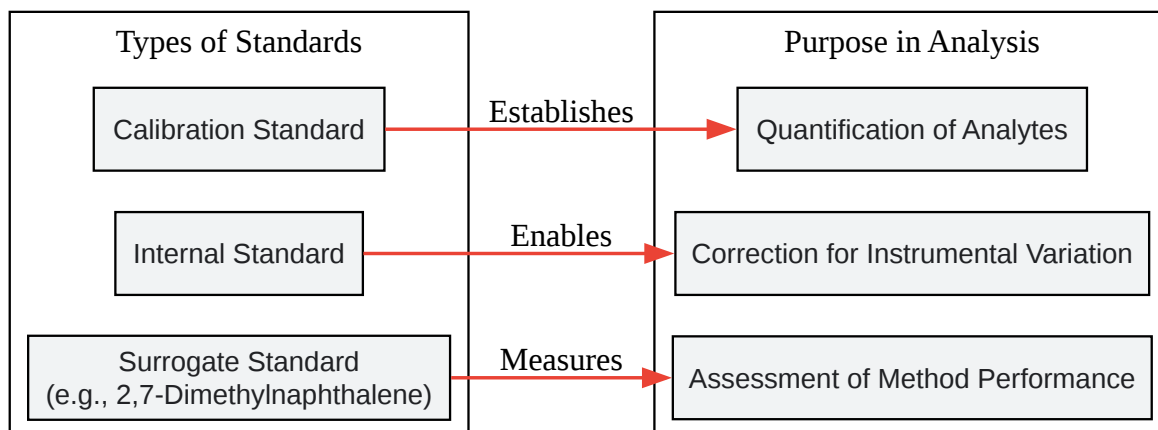 Types of Standards
Purpose in Analysis
Calibration Standard
Establishes
Quantification of Analytes
Internal Standard
Enables
Correction for Instrumental Variation
Surrogate Standard
(e.g., 2,7-Dimethylnaphthalene)
Measures
Assessment of Method Performance